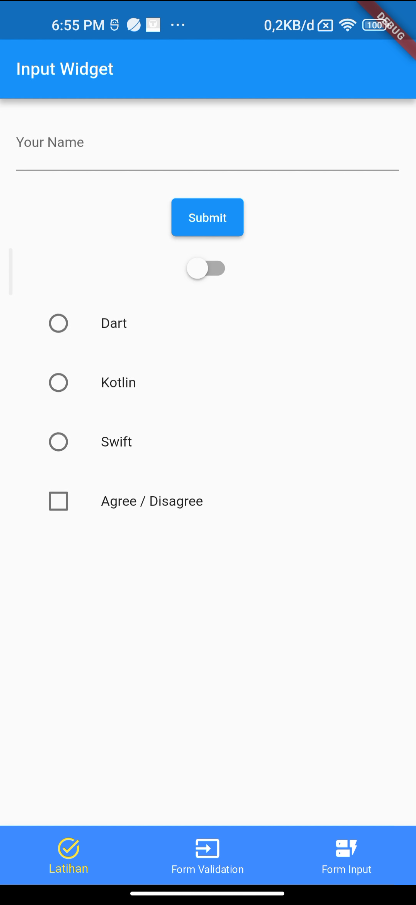 6:55 PM
0,2KB/d
100
DEBUG
Input Widget
Your Name
Submit
Dart
Kotlin
Swift
Agree / Disagree
Latihan
Form Validation
Form Input